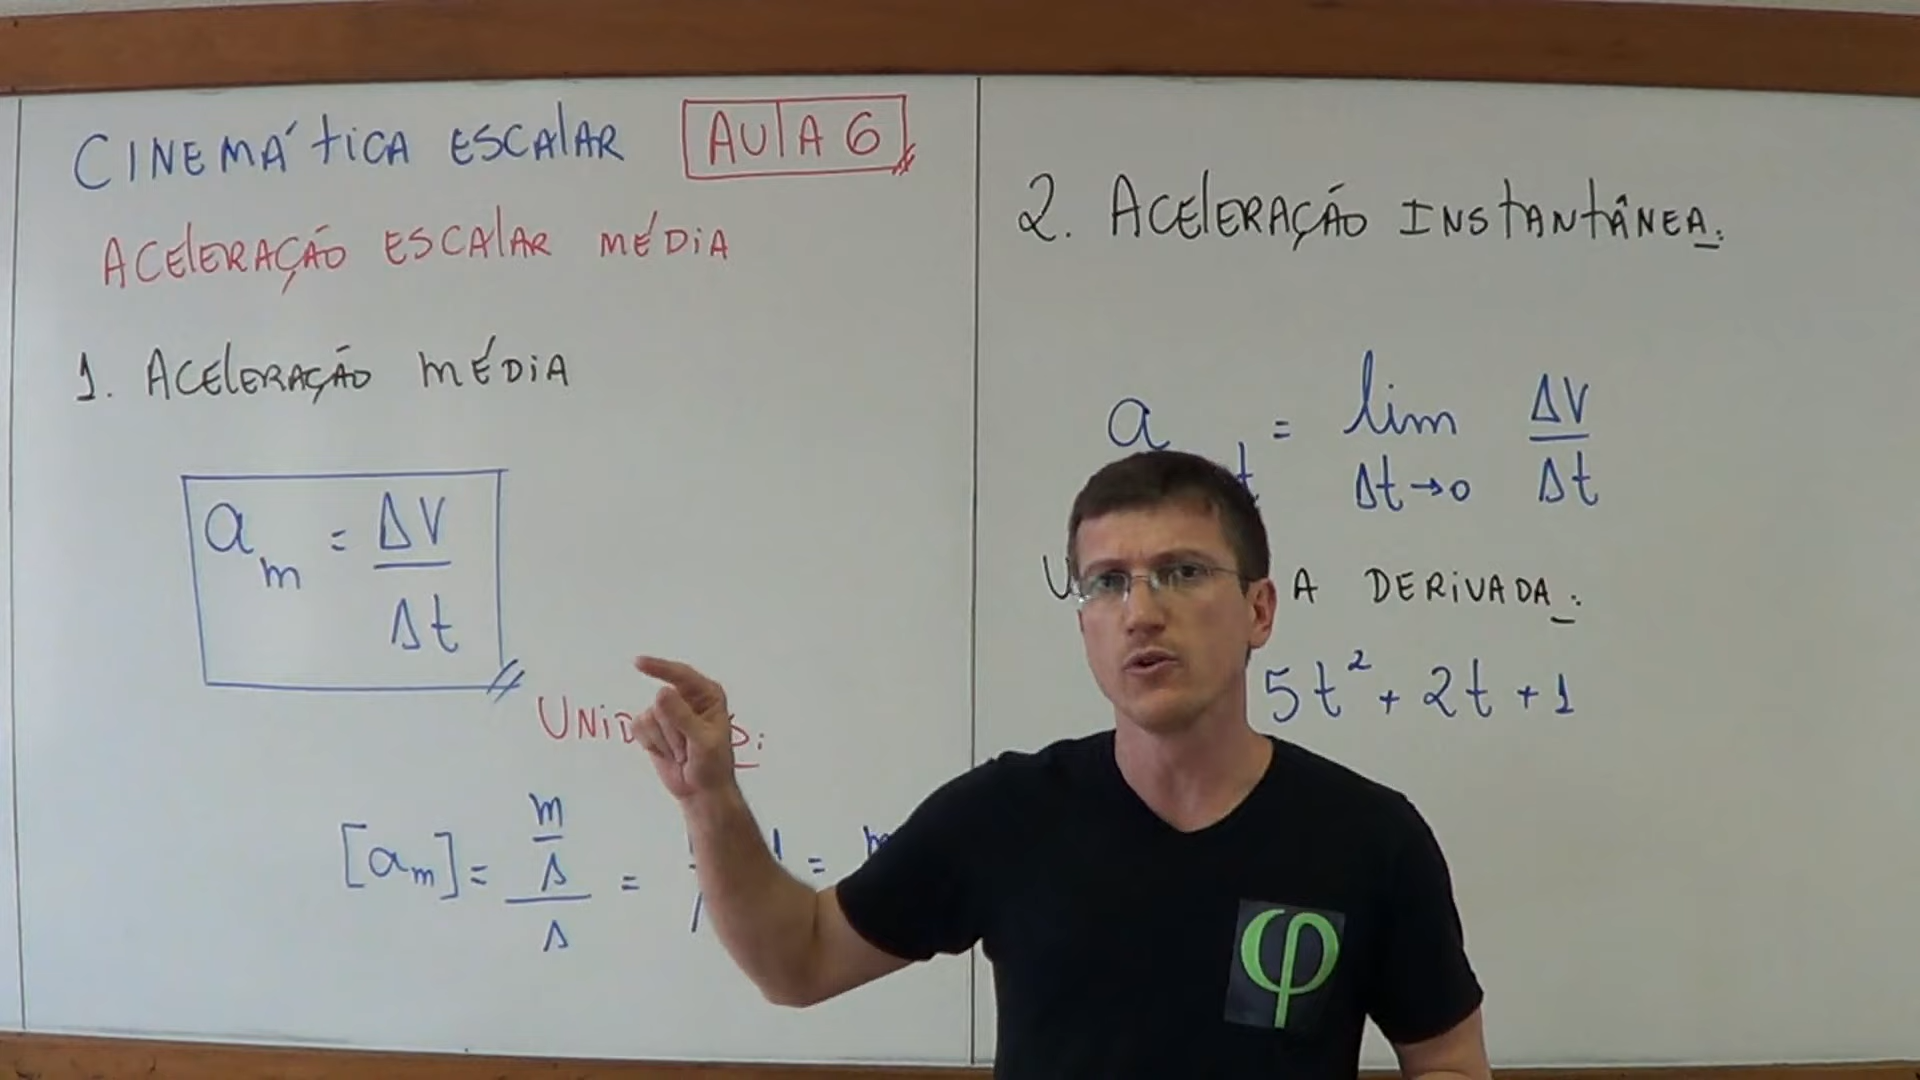 CINEMÁTICA ESCALAR AULA 6
ACELERAÇÃO ESCALAR MÉDIA
1. ACELERAÇÃO MÉDIA
a_m = ΔV/Δt
[a_m] = m/s/s = =
2. ACELERAÇÃO INSTANTÂNEA:
a = lim Δt→0 ΔV/Δt
A DERIVADA:
5t² + 2t + 1
φ